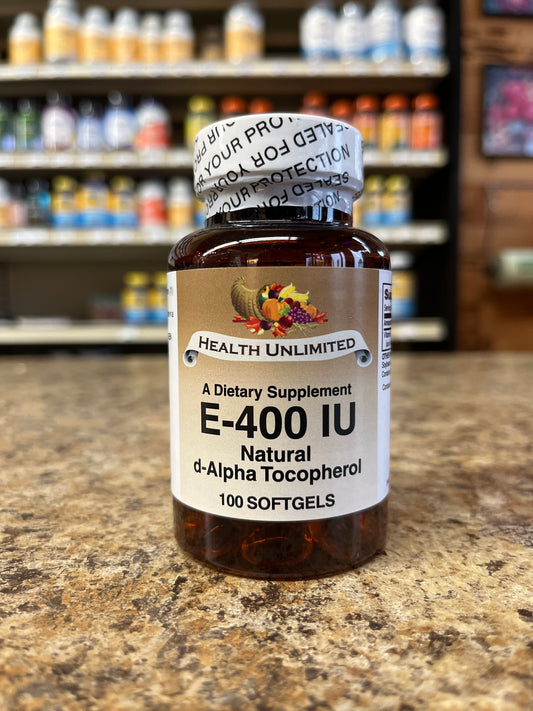 SEALED FOR YOUR PROTECTION
HEALTH UNLIMITED
A Dietary Supplement
E-400 IU
Natural
d-Alpha Tocopherol
100 SOFTGELS